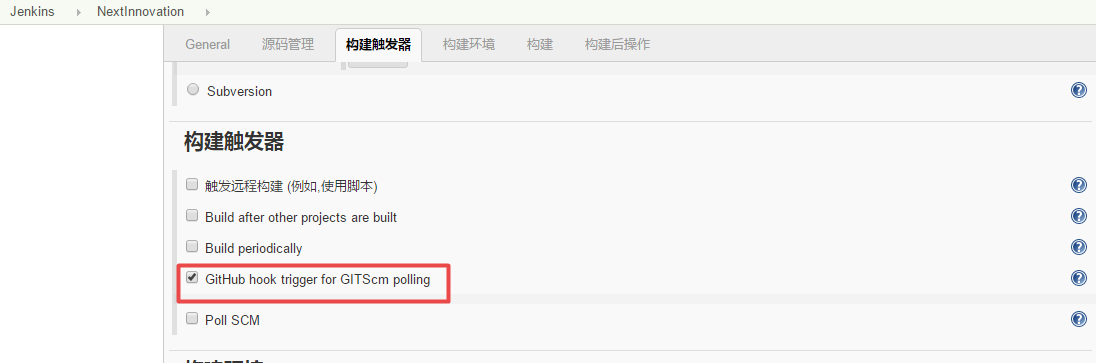 Jenkins NextInnovation
General 源码管理 构建触发器 构建环境 构建 构建后操作
Subversion
构建触发器
触发远程构建 (例如,使用脚本)
Build after other projects are built
Build periodically
GitHub hook trigger for GITScm polling
Poll SCM